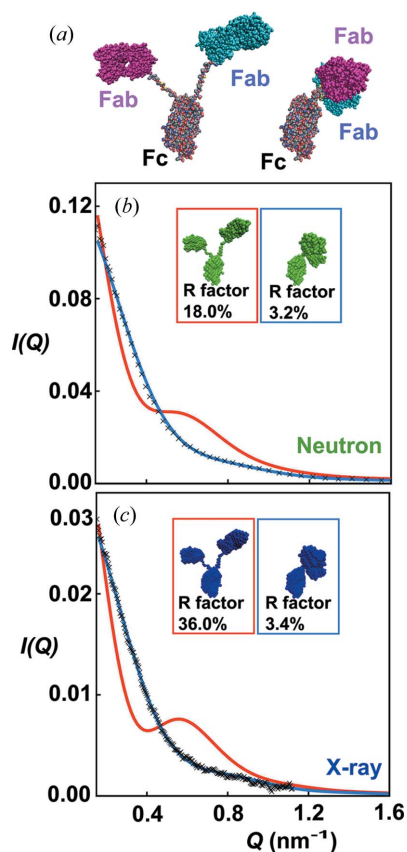 (a)
Fab
Fab
Fc
Fab
Fab
Fc
(b)
0.12
0.08
0.04
0.00
I(Q)
R factor
18.0%
R factor
3.2%
Neutron
(c)
0.03
0.02
0.01
0.00
I(Q)
R factor
36.0%
R factor
3.4%
X-ray
0.4
0.8
1.2
1.6
Q (nm⁻¹)